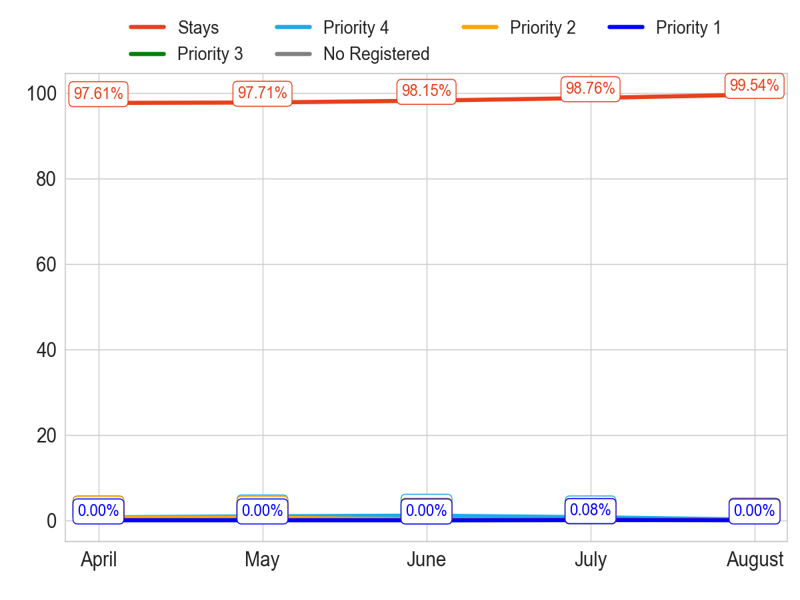 Stays Priority 4 Priority 2 Priority 1
Priority 3 No Registered
100
97.61% 97.71% 98.15% 98.76% 99.54%
80
60
40
20
0
0.00% 0.00% 0.00% 0.08% 0.00%
April May June July August